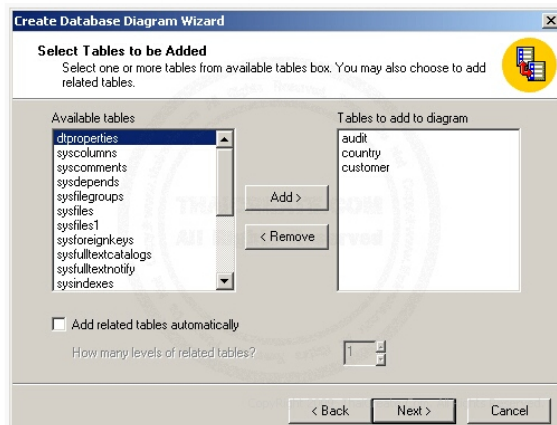 Create Database Diagram Wizard
Select Tables to be Added
Select one or more tables from available tables box. You may also choose to add
related tables.
Available tables
dtproperties
syscolumns
syscomments
sysdepends
sysfilegroups
sysfiles
sysfiles1
sysforeignkeys
sysfulltextcatalogs
sysfulltextnotify
sysindexes
Add >
< Remove
Tables to add to diagram
audit
country
customer
Add related tables automatically
How many levels of related tables?
1
< Back
Next >
Cancel